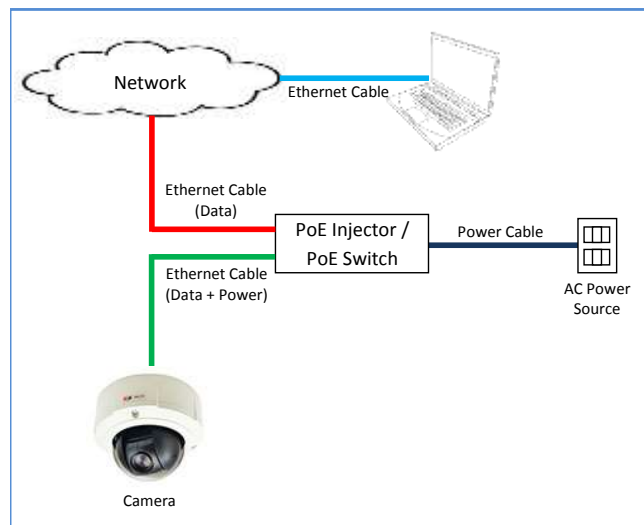 Network
Ethernet Cable
Ethernet Cable
(Data)
PoE Injector /
PoE Switch
Power Cable
Ethernet Cable
(Data + Power)
AC Power
Source
Camera